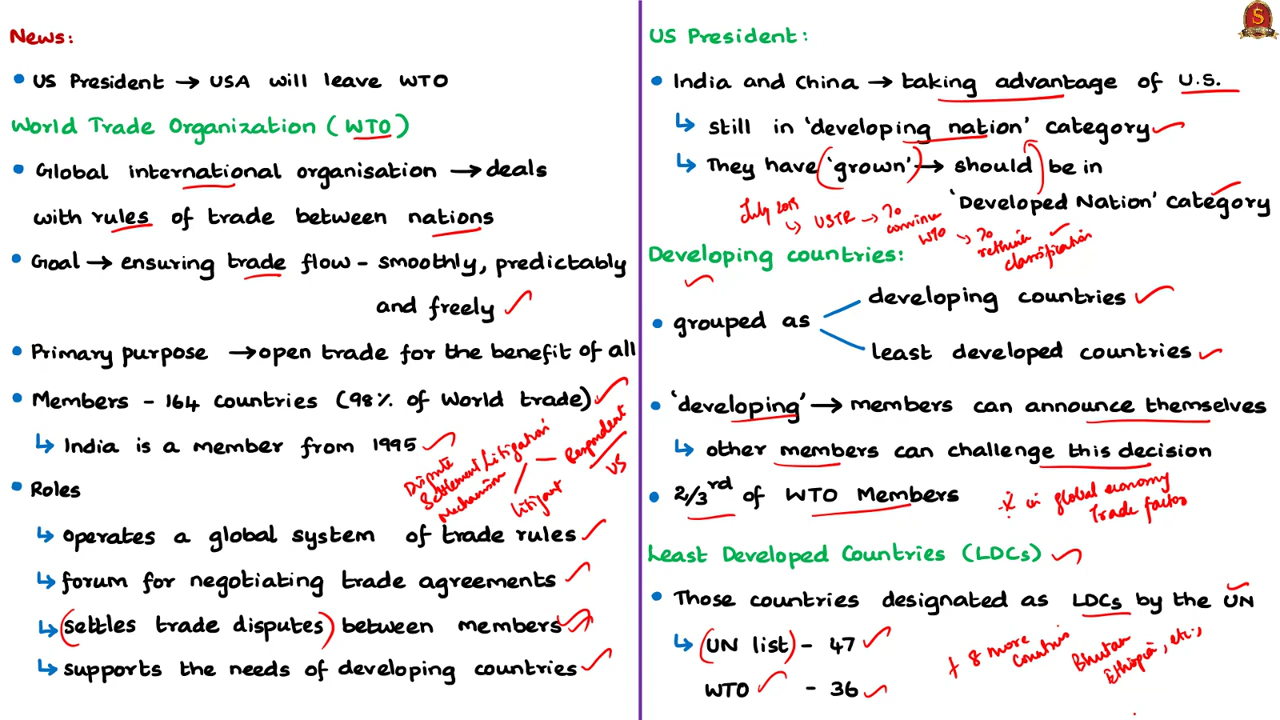 News:
• US President → USA will leave WTO
World Trade Organization (WTO)
• Global international organisation → deals
with rules of trade between nations
• Goal → ensuring trade flow - smoothly, predictably
and freely
• Primary purpose → open trade for the benefit of all
• Members - 164 countries (98% of World trade)
↳ India is a member from 1995
Dispute
Settlement Litigation
Mechanism
Litigant
Respondent
US
• Roles
↳ operates a global system of trade rules
↳ forum for negotiating trade agreements
↳ (settles trade disputes) between members
↳ supports the needs of developing countries
S
US President:
• India and China → taking advantage of U.S.
↳ still in 'developing nation' category
↳ They have ('grown') → should be in
'Developed Nation' category
July 2019
↳ USTR → To
convince
WTO → To
rethink
classification
Developing countries:
• grouped as
developing countries
least developed countries
• 'developing' → members can announce themselves
↳ other members can challenge this decision
• 2/3rd of WTO Members
in global economy
Trade factor
Least Developed Countries (LDCs)
• Those countries designated as LDCs by the UN
↳ (UN list) - 47
WTO - 36
+ 8 more
countries
Bhutan
Ethiopia, etc.,